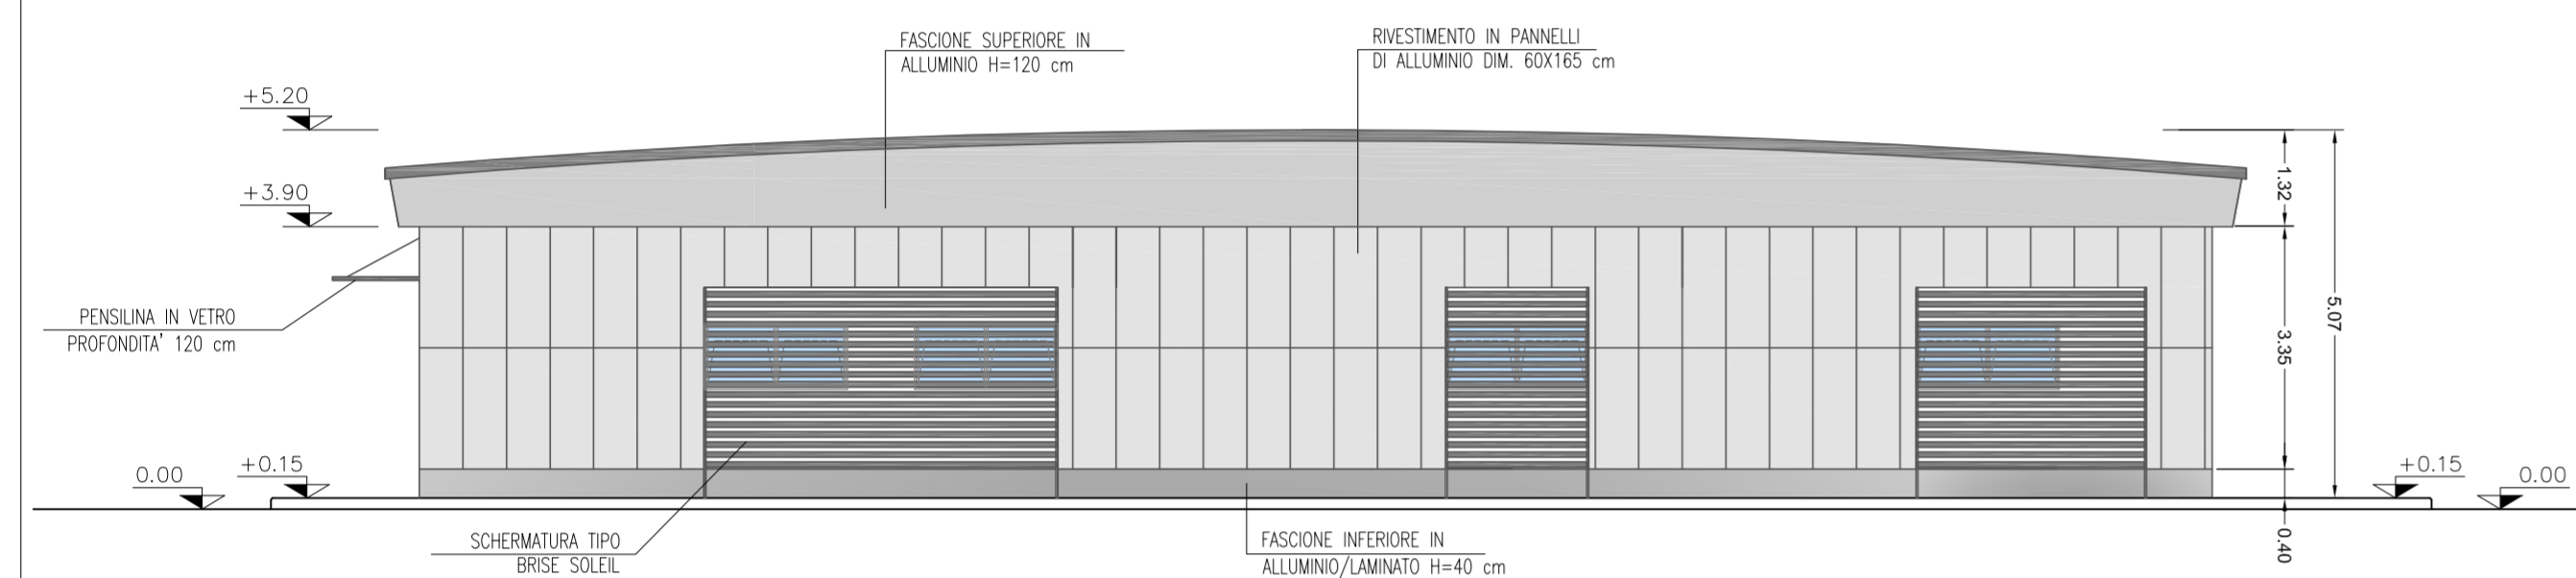 FASCIONE SUPERIORE IN
ALLUMINIO H=120 cm
RIVESTIMENTO IN PANNELLI
DI ALLUMINIO DIM. 60X165 cm
+5.20
+3.90
1.32
5.07
3.35
PENSILINA IN VETRO
PROFONDITA' 120 cm
0.00
+0.15
+0.15
0.00
0.40
SCHERMATURA TIPO
BRISE SOLEIL
FASCIONE INFERIORE IN
ALLUMINIO/LAMINATO H=40 cm